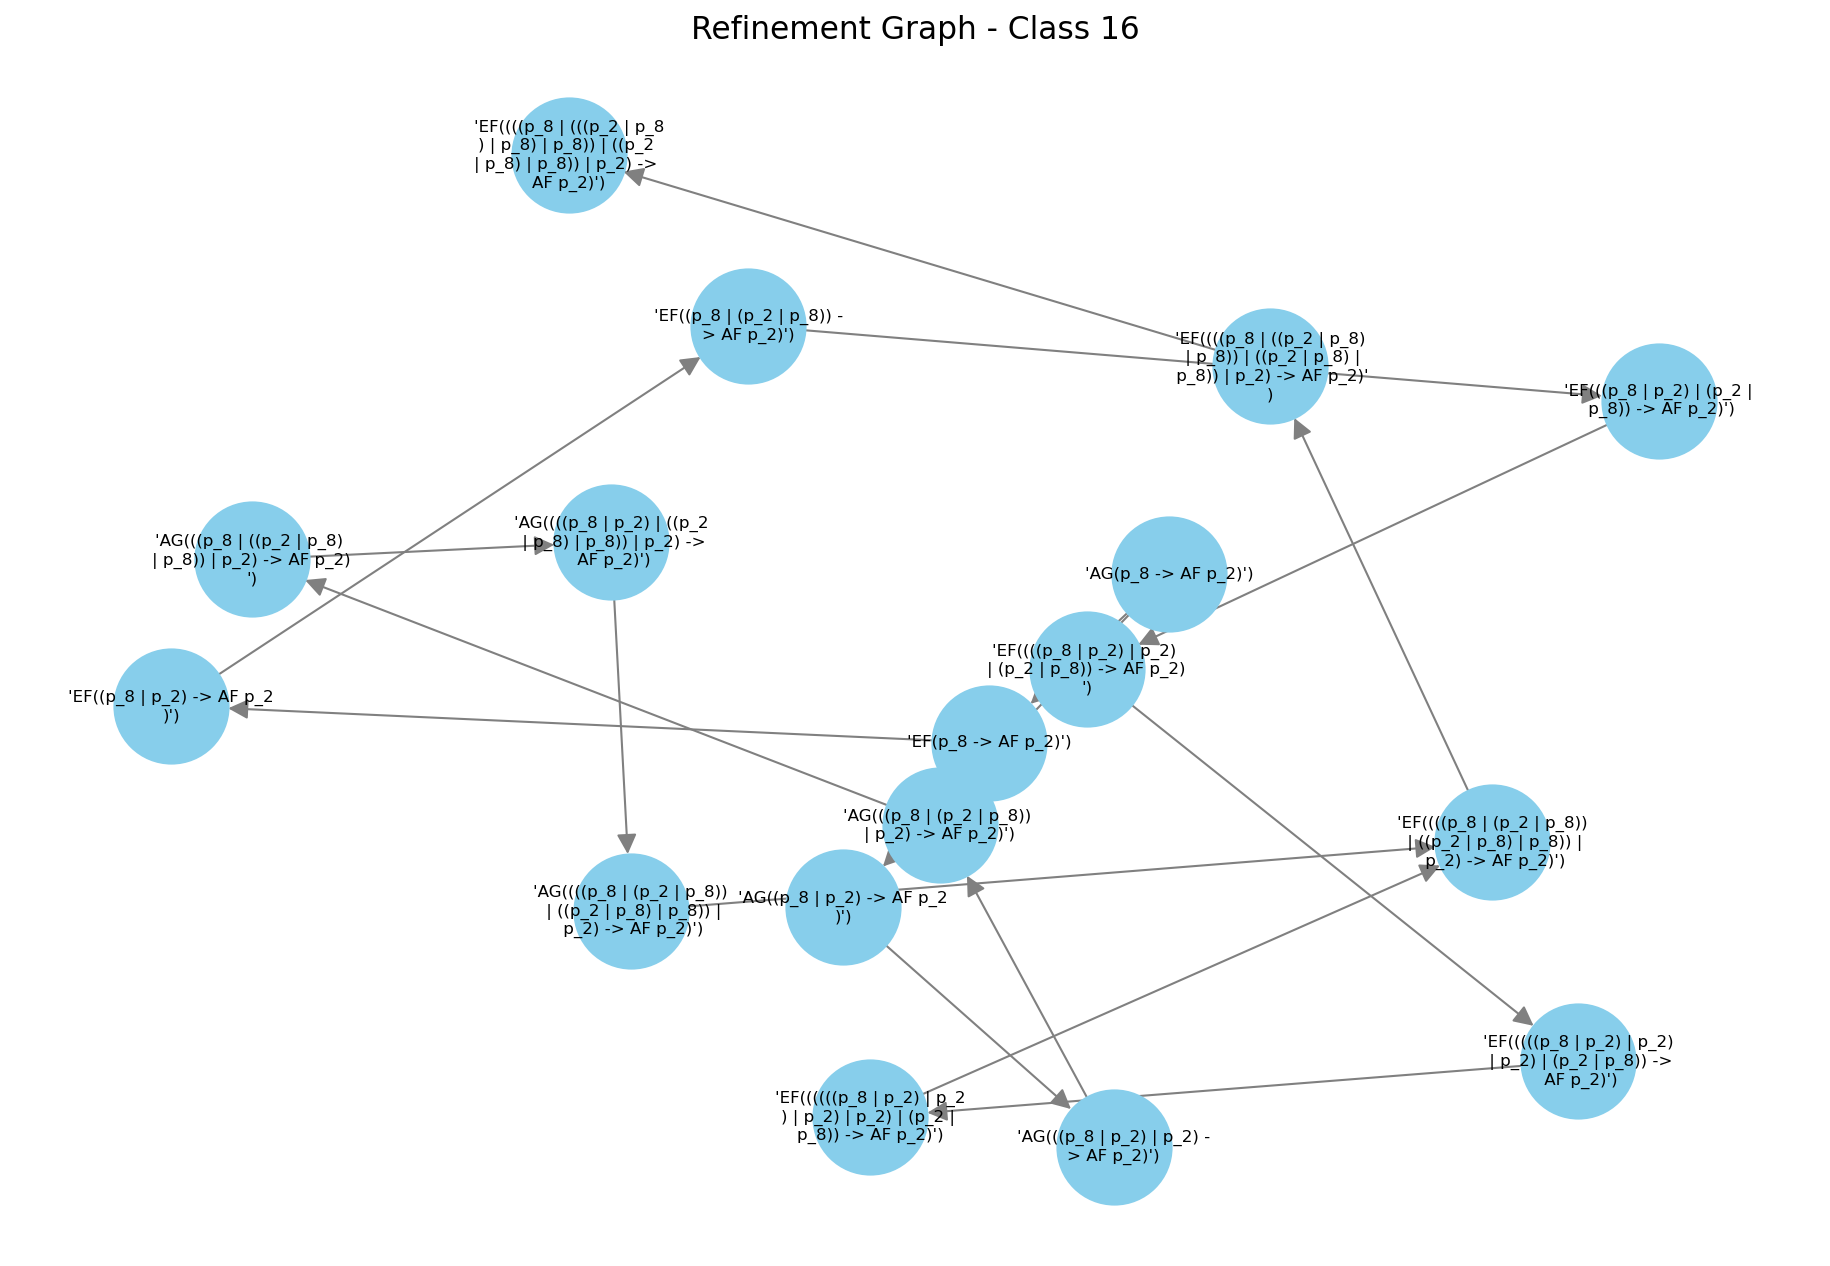 Refinement Graph - Class 16
'EF((((p_8 | (((p_2 | p_8
) | p_8) | p_8)) | ((p_2
| p_8) | p_8)) | p_2) ->
AF p_2)')
'EF((p_8 | (p_2 | p_8)) -
> AF p_2)')
'EF((((p_8 | ((p_2 | p_8)
| p_8)) | ((p_2 | p_8) |
p_8)) | p_2) -> AF p_2)'
)
'EF(((p_8 | p_2) | (p_2 |
p_8)) -> AF p_2)')
'AG(((p_8 | ((p_2 | p_8)
| p_8)) | p_2) -> AF p_2)
')
'AG((((p_8 | p_2) | ((p_2
| p_8) | p_8)) | p_2) ->
AF p_2)')
'AG(p_8 -> AF p_2)')
'EF((((p_8 | p_2) | p_2)
| (p_2 | p_8)) -> AF p_2)
')
'EF((p_8 | p_2) -> AF p_2
)')
'EF(p_8 -> AF p_2)')
'AG(((p_8 | (p_2 | p_8))
| p_2) -> AF p_2)')
'EF((((p_8 | (p_2 | p_8))
| ((p_2 | p_8) | p_8)) |
p_2) -> AF p_2)')
'AG((((p_8 | (p_2 | p_8))
| ((p_2 | p_8) | p_8)) |
p_2) -> AF p_2)')
'AG((p_8 | p_2) -> AF p_2
)')
'EF(((((p_8 | p_2) | p_2)
| p_2) | (p_2 | p_8)) ->
AF p_2)')
'EF((((((p_8 | p_2) | p_2
) | p_2) | p_2) | (p_2 |
p_8)) -> AF p_2)')
'AG(((p_8 | p_2) | p_2) -
> AF p_2)')